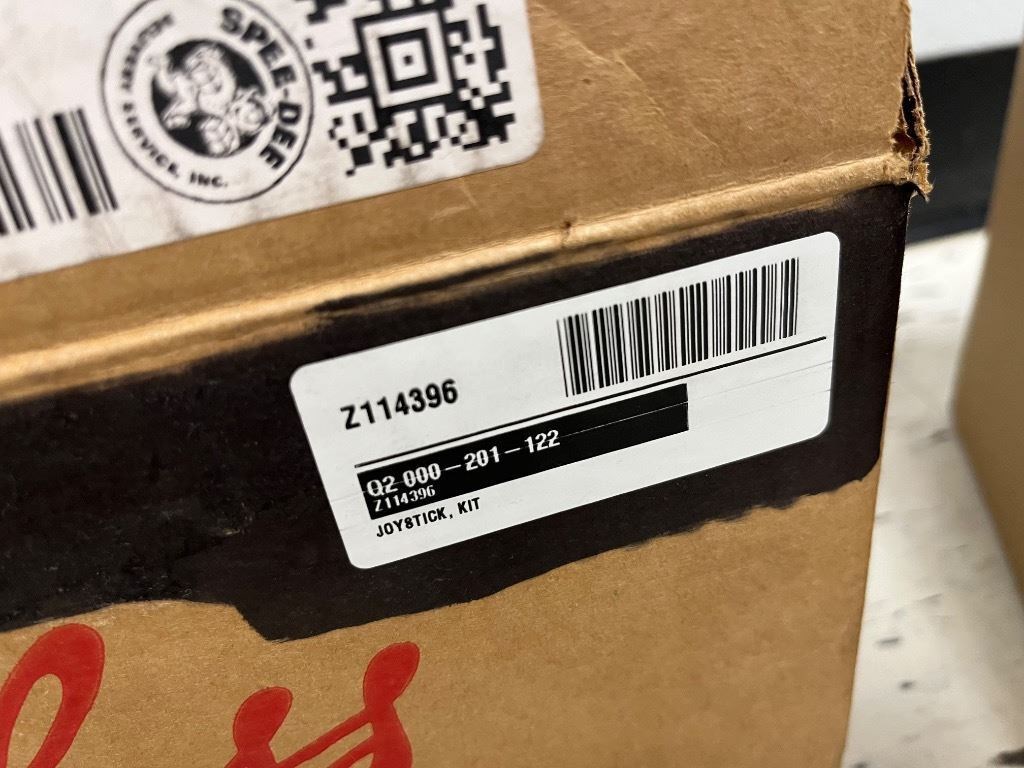 SPEE-DEE
SERVICE, INC.
Z114396
Q2 000-201-122
Z114396
JOYSTICK, KIT